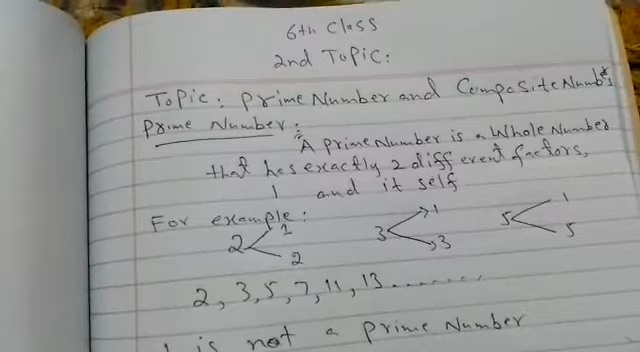 6th Class
2nd Topic:
Topic: Prime Number and Composite Number
Prime Number:
A prime Number is a Whole Number
that has exactly 2 different factors,
1 and it self
For example:
2 1 2 3 1 3 5 1 5
2, 3, 5, 7, 11, 13.......
1 is not a prime Number